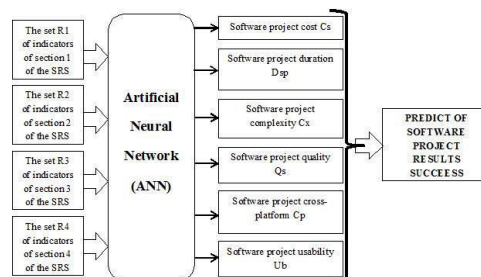 The set R1
of indicators
of section 1
of the SRS
The set R2
of indicators
of section 2
of the SRS
The set R3
of indicators
of section 3
of the SRS
The set R4
of indicators
of section 4
of the SRS
Artificial
Neural
Network
(ANN)
Software project cost Cs
Software project duration
Dsp
Software project
complexity Cx
Software project quality
Qs
Software project cross-
platform Cp
Software project usability
Ub
PREDICT OF
SOFTWARE
PROJECT
RESULTS
SUCCEESS